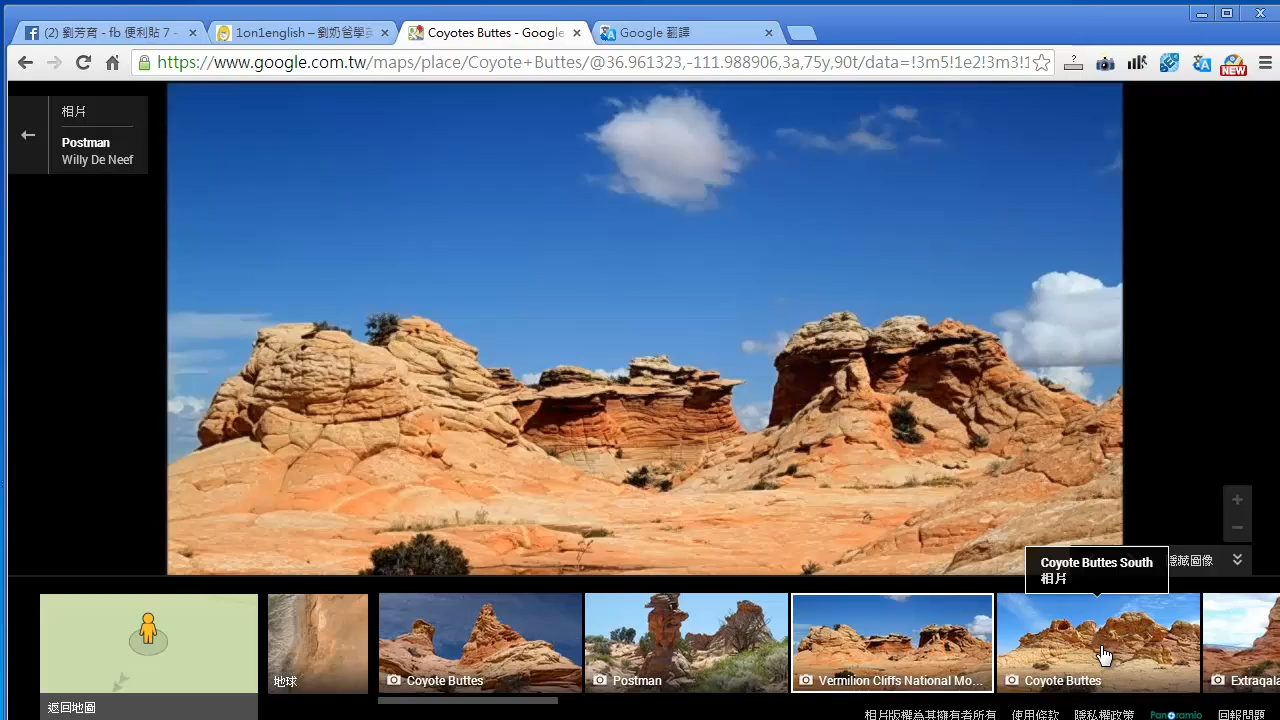 (2) 劉芳育 - Fb 便利貼 7 -
1on1english – 劉奶爸學
Coyotes Buttes - Google
Google 翻譯
https://www.google.com.tw/maps/place/Coyote+Buttes/@36.961323,-111.988906,3a,75y,90t/data=!3m5!1e2!3m3!1
NEW
相片
Postman
Willy De Neef
Coyote Buttes South
相片
隱藏圖像
返回地圖
地球
Coyote Buttes
Postman
Vermilion Cliffs National Mo...
Coyote Buttes
Extraqala
相片版權為其擁有者所有
使用條款
隱私權政策
Panoramio
回報問題